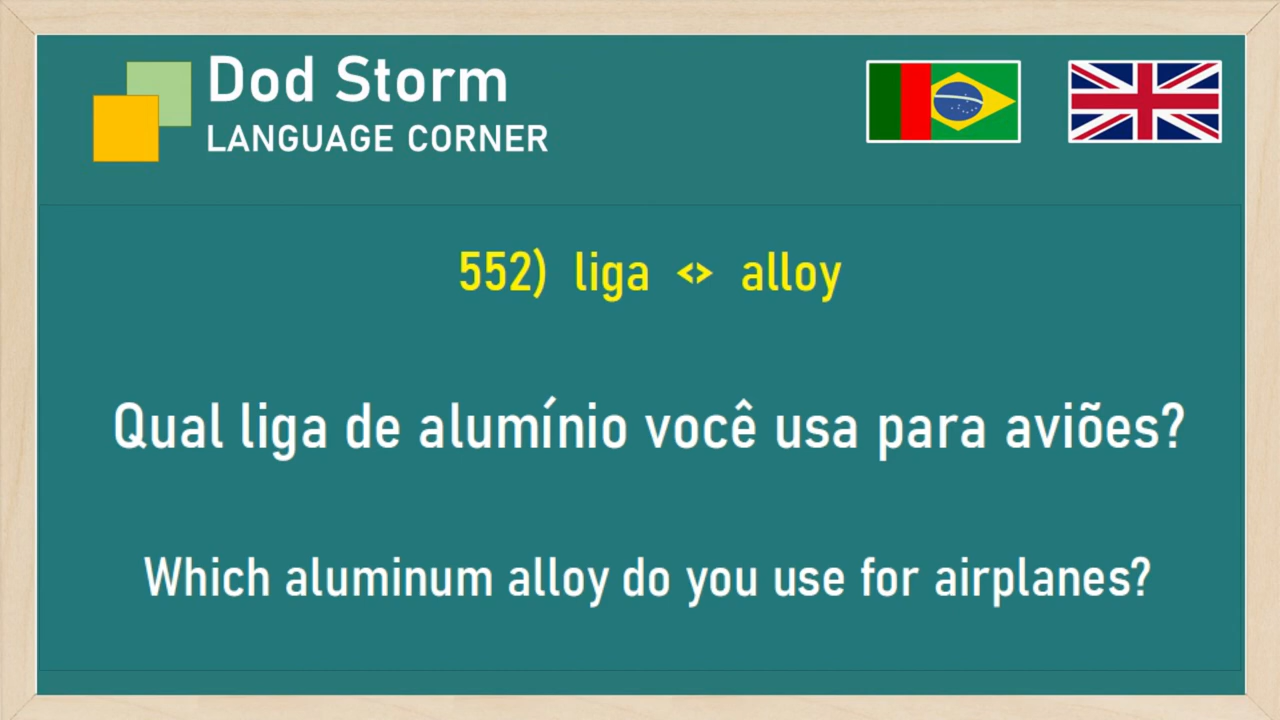 Dod Storm
LANGUAGE CORNER
552) liga <> alloy
Qual liga de alumínio você usa para aviões?
Which aluminum alloy do you use for airplanes?